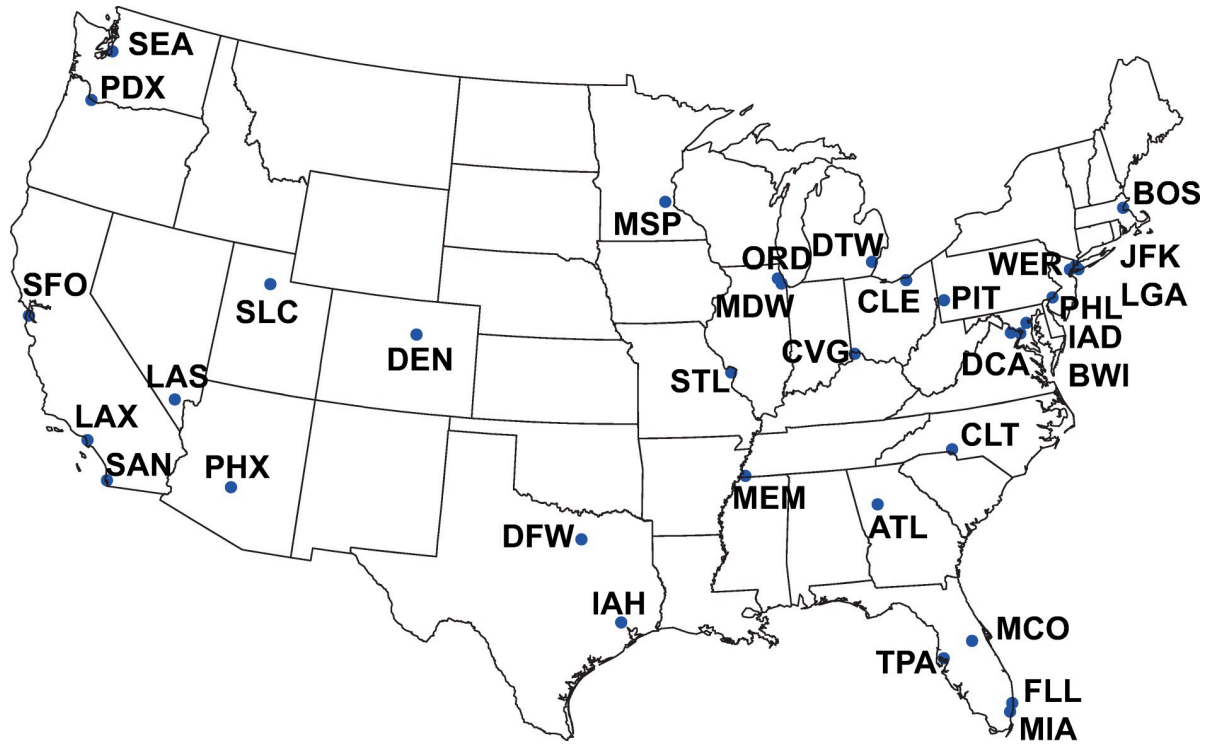 SEA
PDX
BOS
MSP
DTW
ORD
WER
JFK
SFO
SLC
MDW
CLE
PIT
LGA
PHL
DEN
CVG
DCA
IAD
LAS
STL
BWI
LAX
CLT
SAN
PHX
MEM
DFW
ATL
IAH
MCO
TPA
FLL
MIA